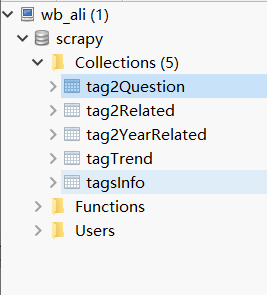 wb_ali (1)
scrapy
Collections (5)
tag2Question
tag2Related
tag2YearRelated
tagTrend
tagsInfo
Functions
Users